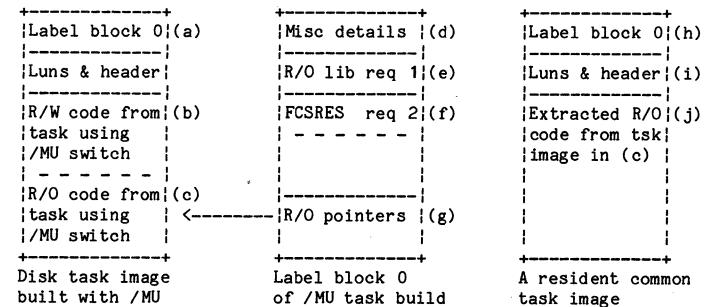 Label block 0 (a)
Luns & header
R/W code from (b)
task using
/MU switch
R/O code from (c)
task using
/MU switch
Disk task image
built with /MU
Misc details (d)
R/O lib req 1 (e)
FCSRES req 2 (f)
R/O pointers (g)
Label block 0
of /MU task build
Label block 0 (h)
Luns & header (i)
Extracted R/O (j)
code from tsk
image in (c)
A resident common
task image